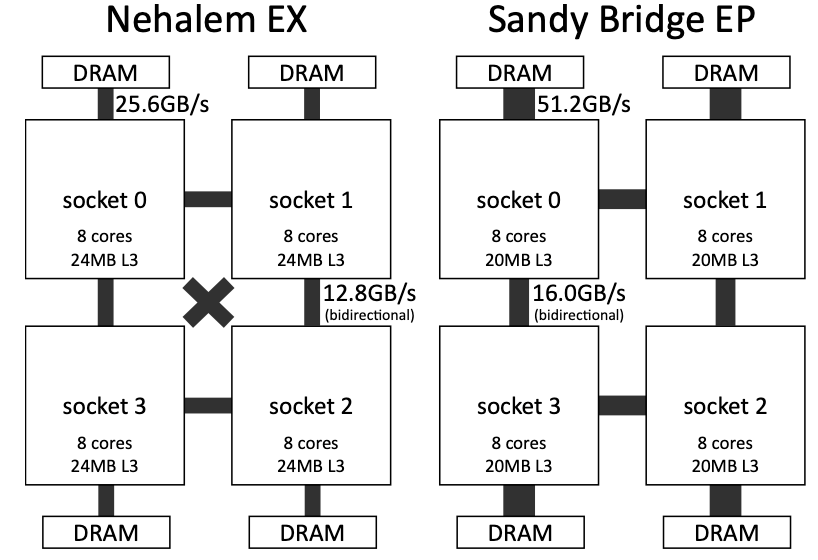 Nehalem EX
DRAM
DRAM
25.6GB/s
socket 0
8 cores
24MB L3
socket 1
8 cores
24MB L3
12.8GB/s
(bidirectional)
socket 3
8 cores
24MB L3
socket 2
8 cores
24MB L3
DRAM
DRAM
Sandy Bridge EP
DRAM
DRAM
51.2GB/s
socket 0
8 cores
20MB L3
socket 1
8 cores
20MB L3
16.0GB/s
(bidirectional)
socket 3
8 cores
20MB L3
socket 2
8 cores
20MB L3
DRAM
DRAM